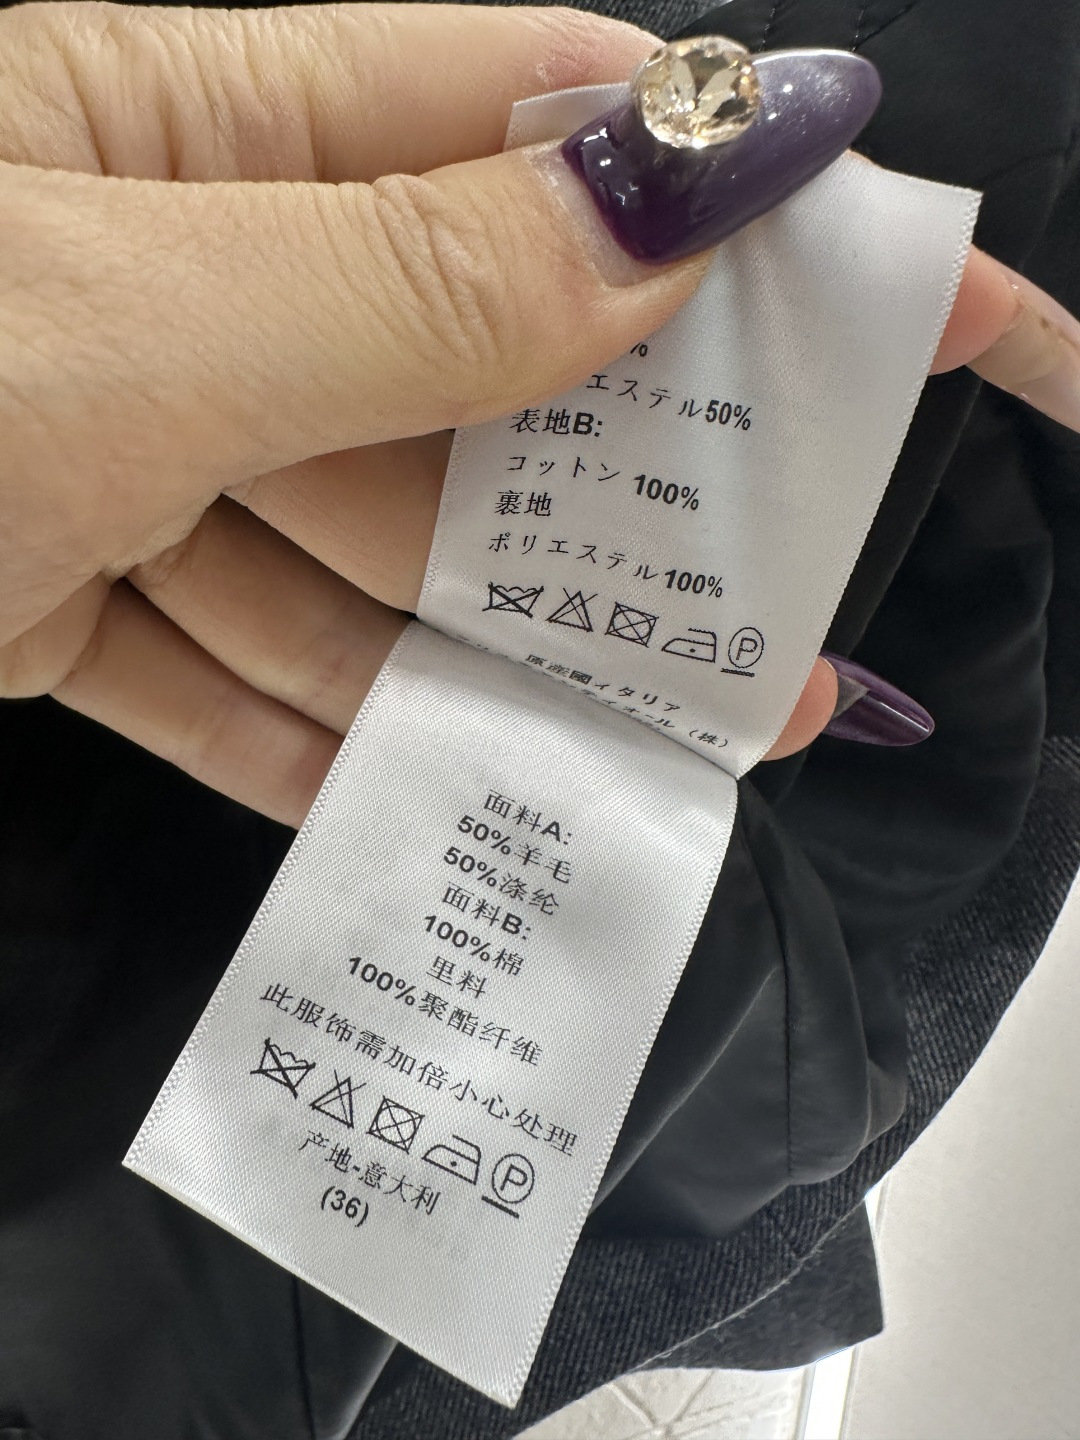 %
エステル50%
表地B:
コットン 100%
裏地
ポリエステル100%
P
原産國イタリア
(株)
面料A:
50%羊毛
50%涤纶
面料B:
100%棉
里料
100%聚酯纤维
此服饰需加倍小心处理
P
产地-意大利
(36)